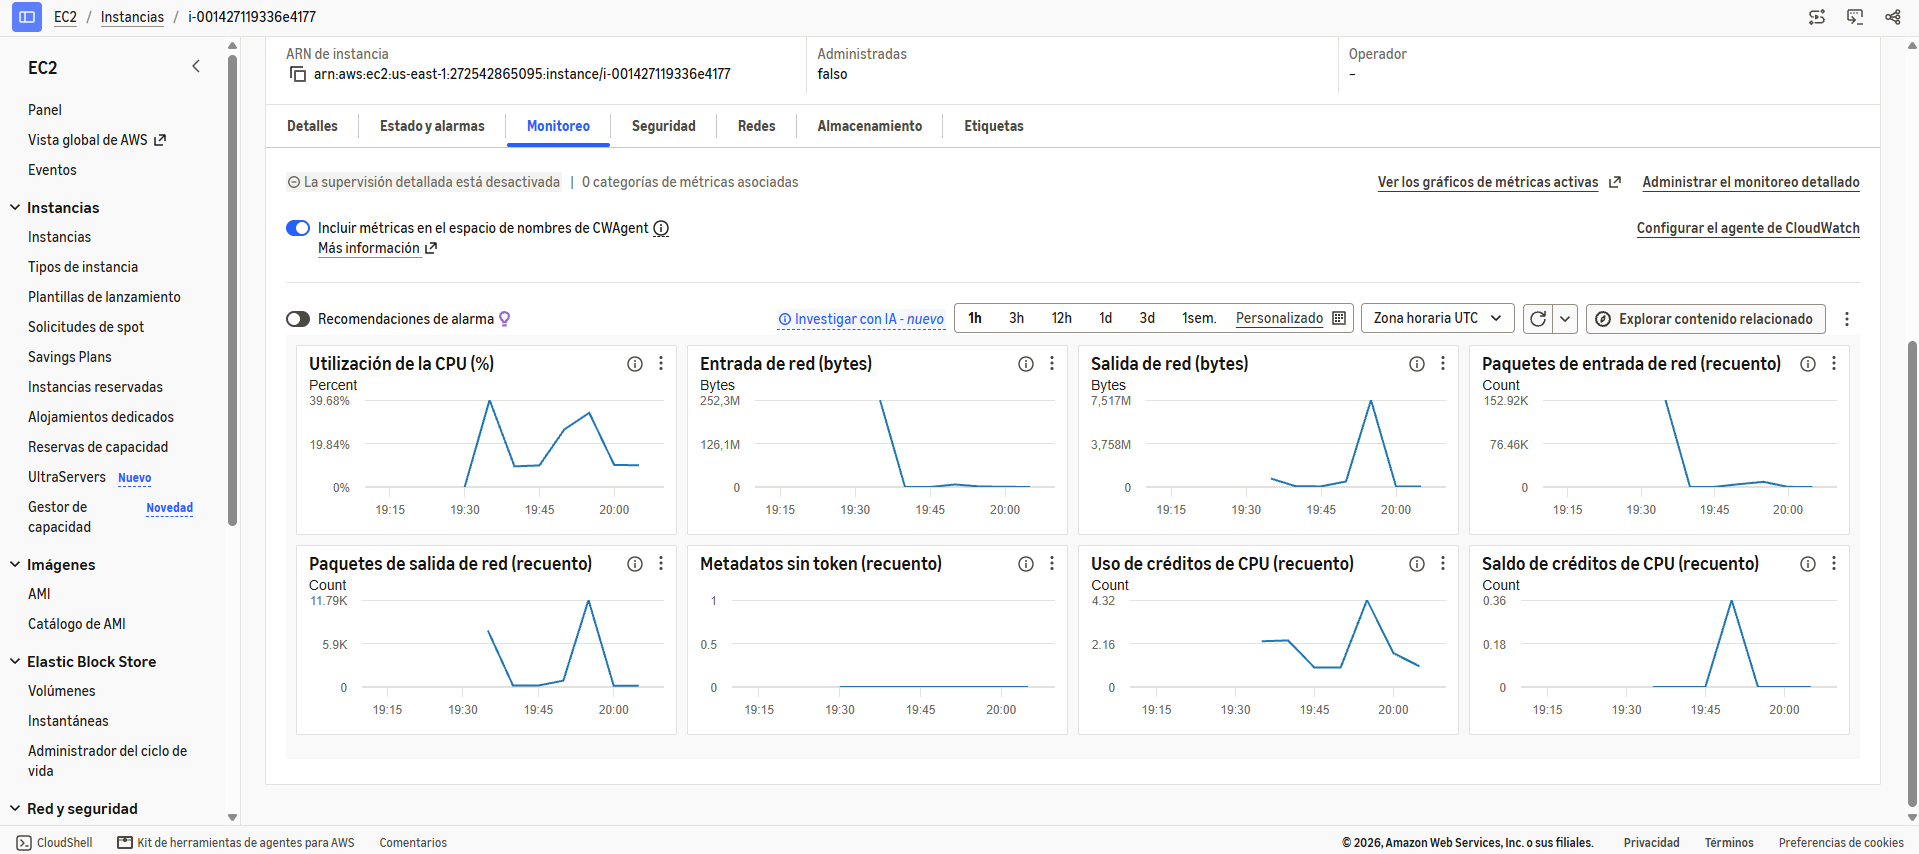 EC2 / Instancias / i-001427119336e4177
EC2
Panel
Vista global de AWS
Eventos
Instancias
Instancias
Tipos de instancia
Plantillas de lanzamiento
Solicitudes de spot
Savings Plans
Instancias reservadas
Alojamientos dedicados
Reservas de capacidad
UltraServers Nuevo
Gestor de capacidad Novedad
Imágenes
AMI
Catálogo de AMI
Elastic Block Store
Volúmenes
Instantáneas
Administrador del ciclo de vida
Red y seguridad
ARN de instancia
arn:aws:ec2:us-east-1:272542865095:instance/i-001427119336e4177
Administradas
falso
Operador
–
Detalles Estado y alarmas Monitoreo Seguridad Redes Almacenamiento Etiquetas
La supervisión detallada está desactivada | 0 categorías de métricas asociadas
Ver los gráficos de métricas activas Administrar el monitoreo detallado
Incluir métricas en el espacio de nombres de CWAgent
Más información
Configurar el agente de CloudWatch
Recomendaciones de alarma
Investigar con IA - nuevo
1h 3h 12h 1d 3d 1sem. Personalizado
Zona horaria UTC
Explorar contenido relacionado
Utilización de la CPU (%)
Percent
39.68%
19.84%
0%
19:15 19:30 19:45 20:00
Entrada de red (bytes)
Bytes
252,3M
126,1M
0
19:15 19:30 19:45 20:00
Salida de red (bytes)
Bytes
7,517M
3,758M
0
19:15 19:30 19:45 20:00
Paquetes de entrada de red (recuento)
Count
152.92K
76.46K
0
19:15 19:30 19:45 20:00
Paquetes de salida de red (recuento)
Count
11.79K
5.9K
0
19:15 19:30 19:45 20:00
Metadatos sin token (recuento)
1
0.5
0
19:15 19:30 19:45 20:00
Uso de créditos de CPU (recuento)
Count
4.32
2.16
0
19:15 19:30 19:45 20:00
Saldo de créditos de CPU (recuento)
Count
0.36
0.18
0
19:15 19:30 19:45 20:00
CloudShell Kit de herramientas de agentes para AWS Comentarios
© 2026, Amazon Web Services, Inc. o sus filiales. Privacidad Términos Preferencias de cookies